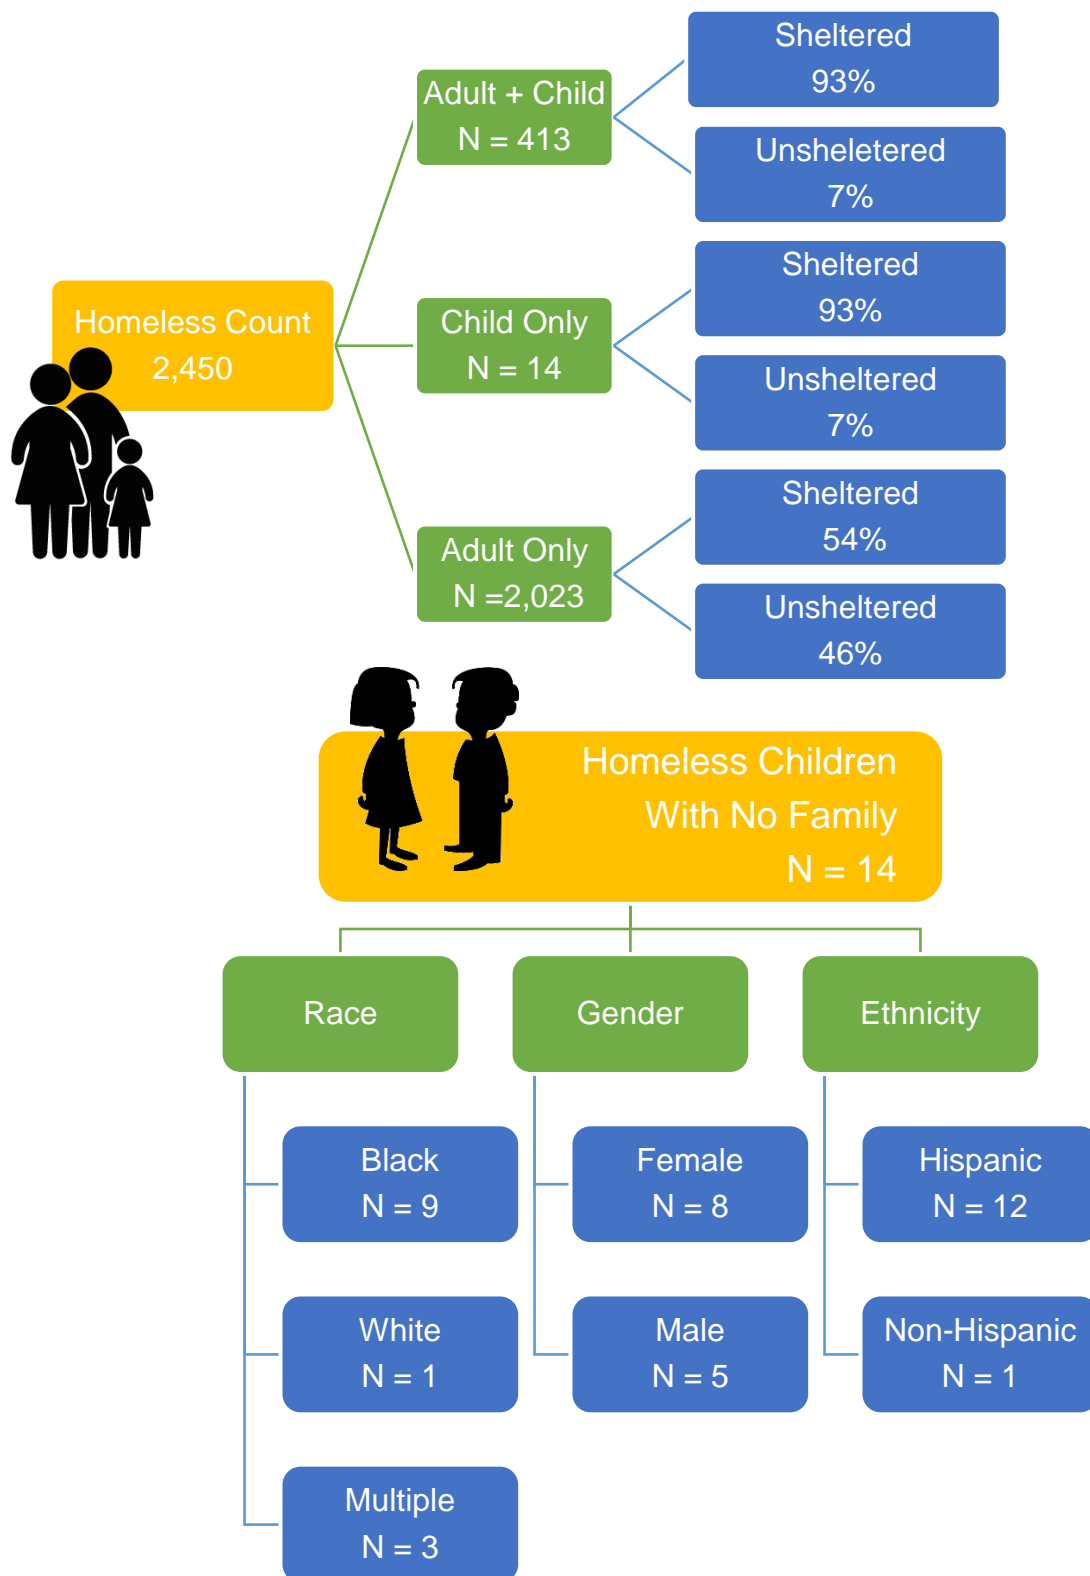 Homeless Count
2,450
Adult + Child
N = 413
Sheltered
93%
Unsheletered
7%
Child Only
N = 14
Sheltered
93%
Unsheltered
7%
Adult Only
N =2,023
Sheltered
54%
Unsheltered
46%
Homeless Children
With No Family
N = 14
Race
Black
N = 9
White
N = 1
Multiple
N = 3
Gender
Female
N = 8
Male
N = 5
Ethnicity
Hispanic
N = 12
Non-Hispanic
N = 1